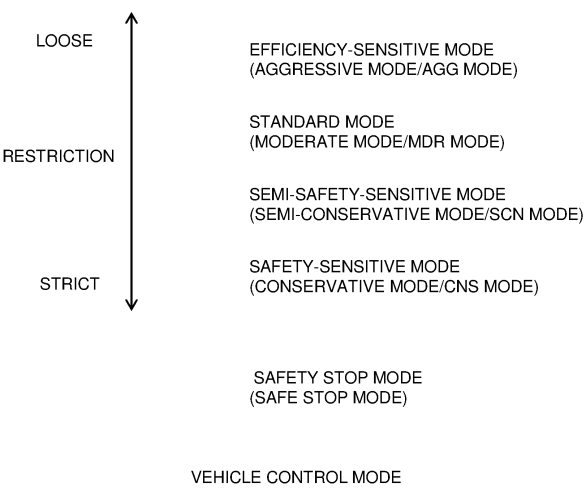 LOOSE
EFFICIENCY-SENSITIVE MODE
(AGGRESSIVE MODE/AGG MODE)
STANDARD MODE
(MODERATE MODE/MDR MODE)
RESTRICTION
SEMI-SAFETY-SENSITIVE MODE
(SEMI-CONSERVATIVE MODE/SCN MODE)
SAFETY-SENSITIVE MODE
(CONSERVATIVE MODE/CNS MODE)
STRICT
SAFETY STOP MODE
(SAFE STOP MODE)
VEHICLE CONTROL MODE